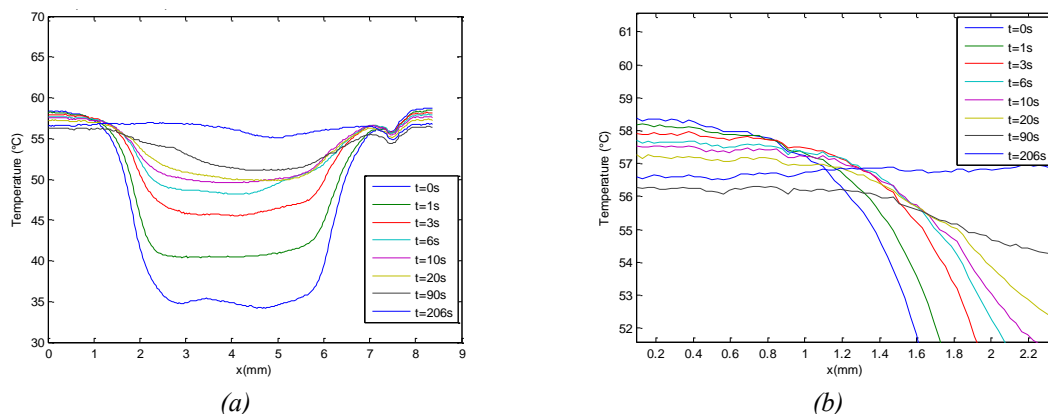 70
65
60
55
50
45
40
35
30
Temperature (°C)
0 1 2 3 4 5 6 7 8 9
x(mm)
t=0s
t=1s
t=3s
t=6s
t=10s
t=20s
t=90s
t=206s
(a)
61
60
59
58
57
56
55
54
53
52
Temperature (°C)
0.2 0.4 0.6 0.8 1 1.2 1.4 1.6 1.8 2 2.2
x(mm)
t=0s
t=1s
t=3s
t=6s
t=10s
t=20s
t=90s
t=206s
(b)